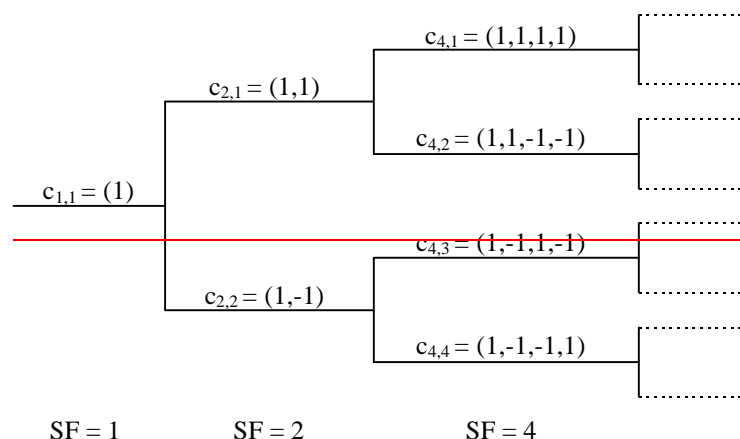 c4,1 = (1,1,1,1)
c2,1 = (1,1)
c4,2 = (1,1,-1,-1)
c1,1 = (1)
c4,3 = (1,-1,1,-1)
c2,2 = (1,-1)
c4,4 = (1,-1,-1,1)
SF = 1 SF = 2 SF = 4